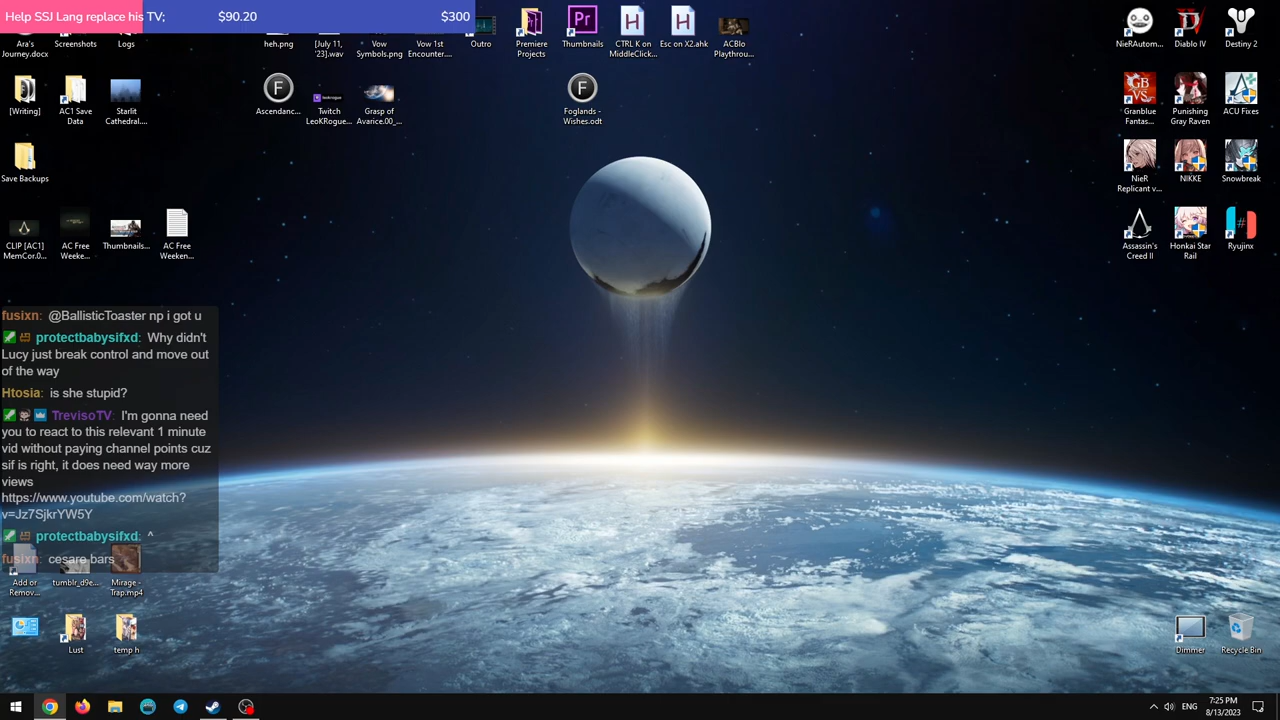 Help SSJ Lang replace his TV; $90.20 $300
Ara's
Journey.docx
Screenshots
Logs
heh.png
[July 11,
'23].wav
Vow
Symbols.png
Vow 1st
Encounter....
Outro
Premiere
Projects
Thumbnails
CTRL K on
MiddleClick...
Esc on X2.ahk
ACBlo
Playthrou...
NieRAutom...
Diablo IV
Destiny 2
[Writing]
AC1 Save
Data
Starlit
Cathedral....
Ascendanc...
Twitch
LeoKRogue...
Grasp of
Avarice.00_...
Foglands -
Wishes.odt
Granblue
Fantas...
Punishing
Gray Raven
ACU Fixes
Save Backups
NieR
Replicant v...
NIKKE
Snowbreak
CLIP [AC1]
MemCor.0...
AC Free
Weeke...
Thumbnails...
AC Free
Weeken...
Assassin's
Creed II
Honkai Star
Rail
Ryujinx
fusixn: @BallisticToaster np i got u
protectbabysifxd: Why didn't
Lucy just break control and move out
of the way
Htosia: is she stupid?
TrevisoTV: I'm gonna need
you to react to this relevant 1 minute
vid without paying channel points cuz
sif is right, it does need way more
views
https://www.youtube.com/watch?
v=Jz7SjkrYW5Y
protectbabysifxd: ^
fusixn: cesare bars
Add or
Remov...
tumblr_d9e...
Mirage -
Trap.mp4
Lust
temp h
Dimmer
Recycle Bin
ENG
7:25 PM
8/13/2023